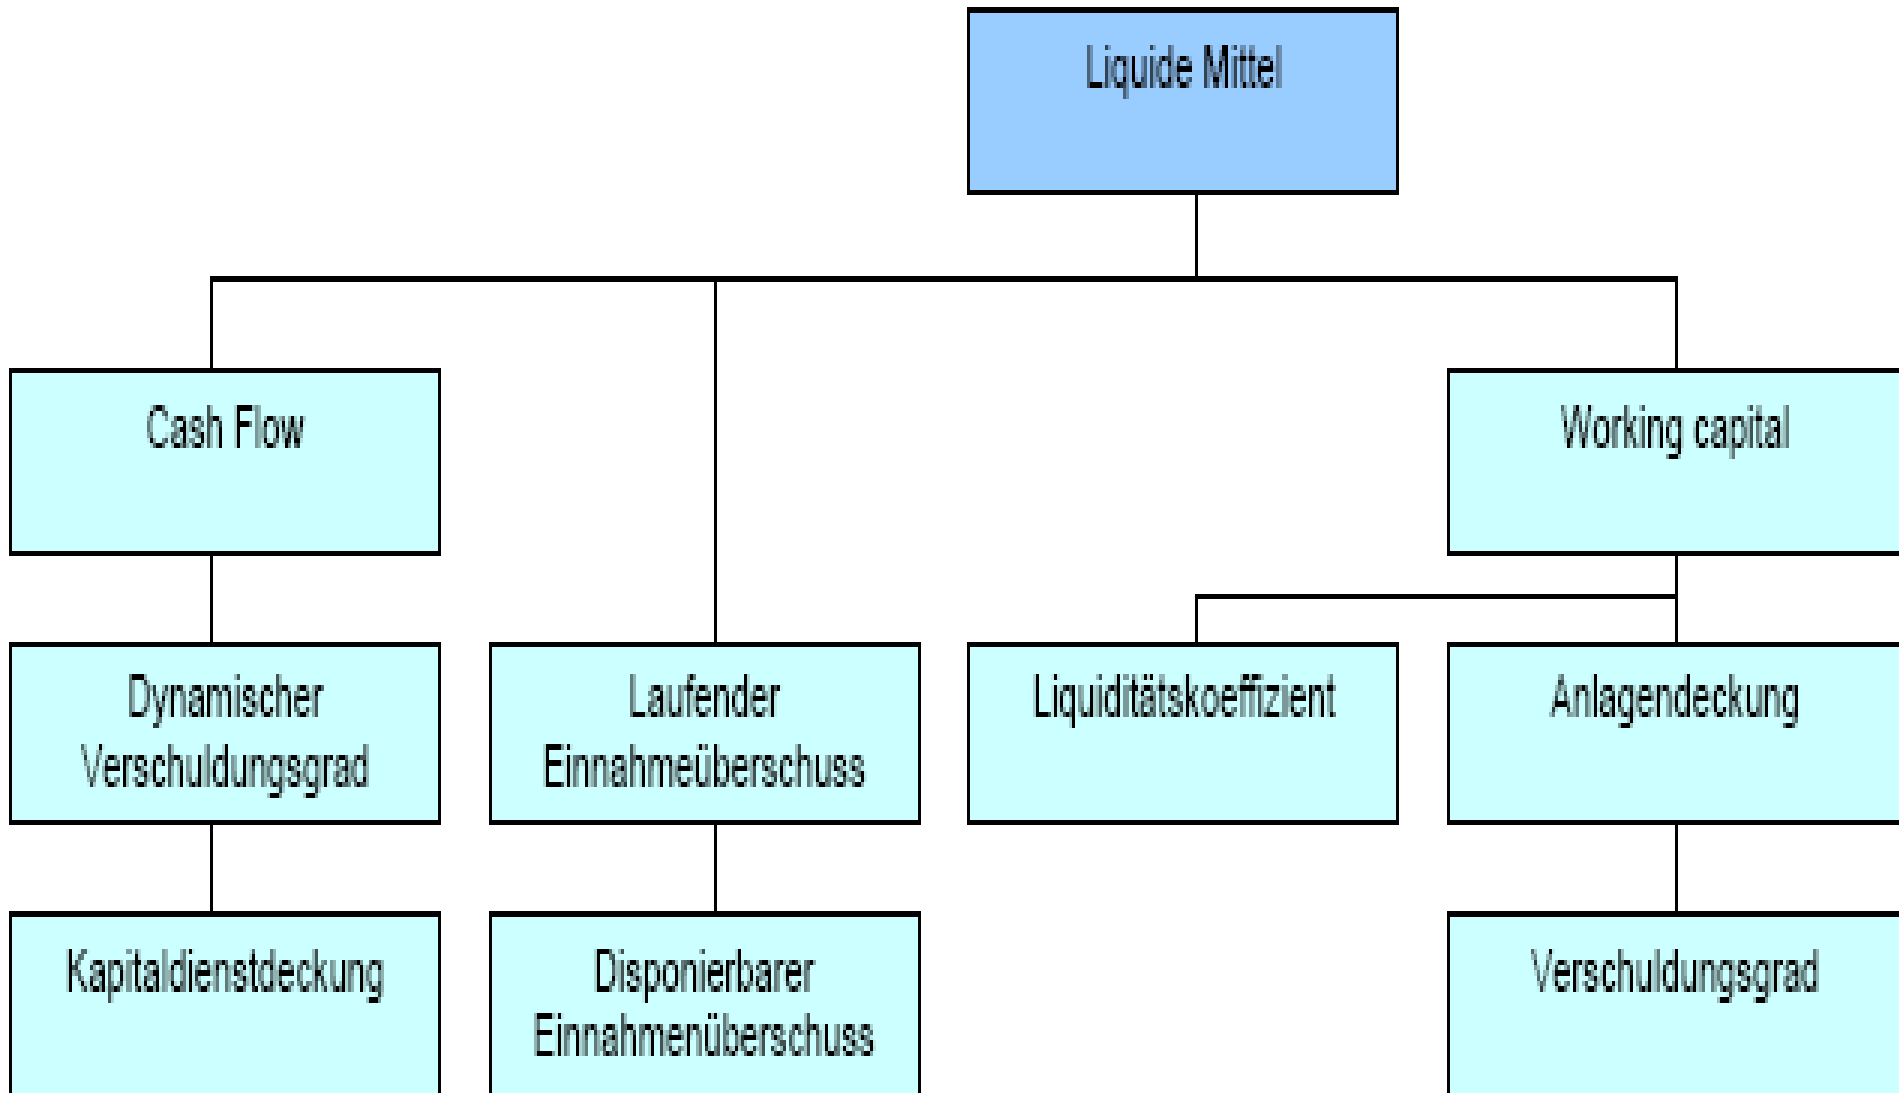 Liquide Mittel
Cash Flow
Working capital
Dynamischer
Verschuldungsgrad
Laufender
Einnahmeüberschuss
Liquiditätskoeffizient
Anlagendeckung
Kapitaldienstdeckung
Disponierbarer
Einnahmenüberschuss
Verschuldungsgrad